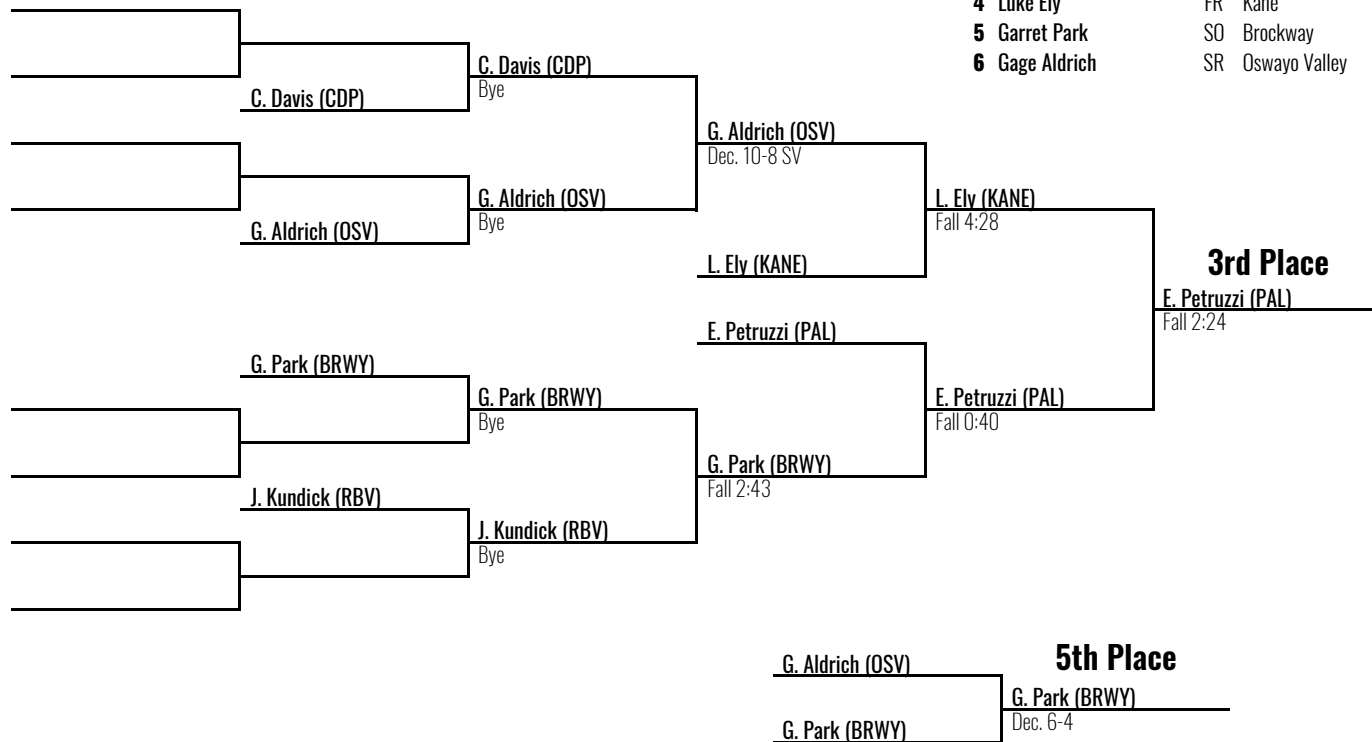 4 Luke Ely FR Kane
5 Garret Park SO Brockway
6 Gage Aldrich SR Oswayo Valley
C. Davis (CDP)
Bye
C. Davis (CDP)
G. Aldrich (OSV)
Dec. 10-8 SV
G. Aldrich (OSV)
Bye
L. Ely (KANE)
Fall 4:28
G. Aldrich (OSV)
L. Ely (KANE)
3rd Place
E. Petruzzi (PAL)
Fall 2:24
E. Petruzzi (PAL)
G. Park (BRWY)
G. Park (BRWY)
Bye
E. Petruzzi (PAL)
Fall 0:40
G. Park (BRWY)
Fall 2:43
J. Kundick (RBV)
J. Kundick (RBV)
Bye
5th Place
G. Aldrich (OSV)
G. Park (BRWY)
Dec. 6-4
G. Park (BRWY)